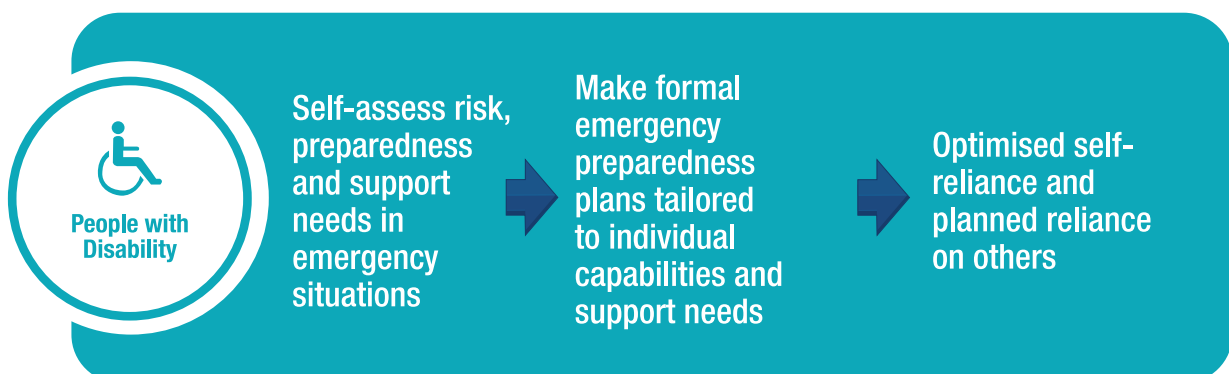 People with
Disability
Self-assess risk,
preparedness
and support
needs in
emergency
situations
Make formal
emergency
preparedness
plans tailored
to individual
capabilities and
support needs
Optimised self-
reliance and
planned reliance
on others